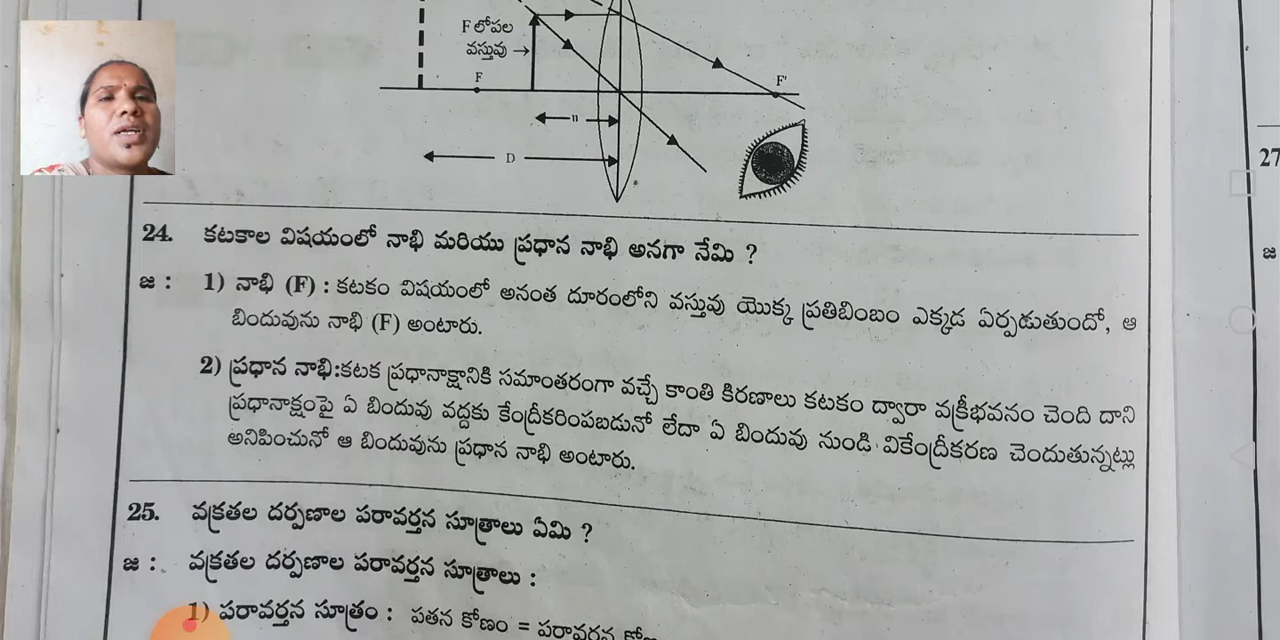 F లోపల
వస్తువు →
F
F'
u
D
24. కటకాల విషయంలో నాభి మరియు ప్రధాన నాభి అనగా నేమి ?
27
జ : 1) నాభి (F) : కటకం విషయంలో అనంత దూరంలోని వస్తువు యొక్క ప్రతిబింబం ఎక్కడ ఏర్పడుతుందో, ఆ
జ
బిందువును నాభి (F) అంటారు.
2) ప్రధాన నాభి:కటక ప్రధానాక్షానికి సమాంతరంగా వచ్చే కాంతి కిరణాలు కటకం ద్వారా వక్రీభవనం చెంది దాని
ప్రధానాక్షంపై ఏ బిందువు వద్దకు కేంద్రీకరింపబడునో లేదా ఏ బిందువు నుండి వికేంద్రీకరణ చెందుతున్నట్లు
అనిపించునో ఆ బిందువును ప్రధాన నాభి అంటారు.
25. వక్రతల దర్పణాల పరావర్తన సూత్రాలు ఏమి ?
జ : వక్రతల దర్పణాల పరావర్తన సూత్రాలు :
1) పరావర్తన సూత్రం : పతన కోణం = పరావర్తన